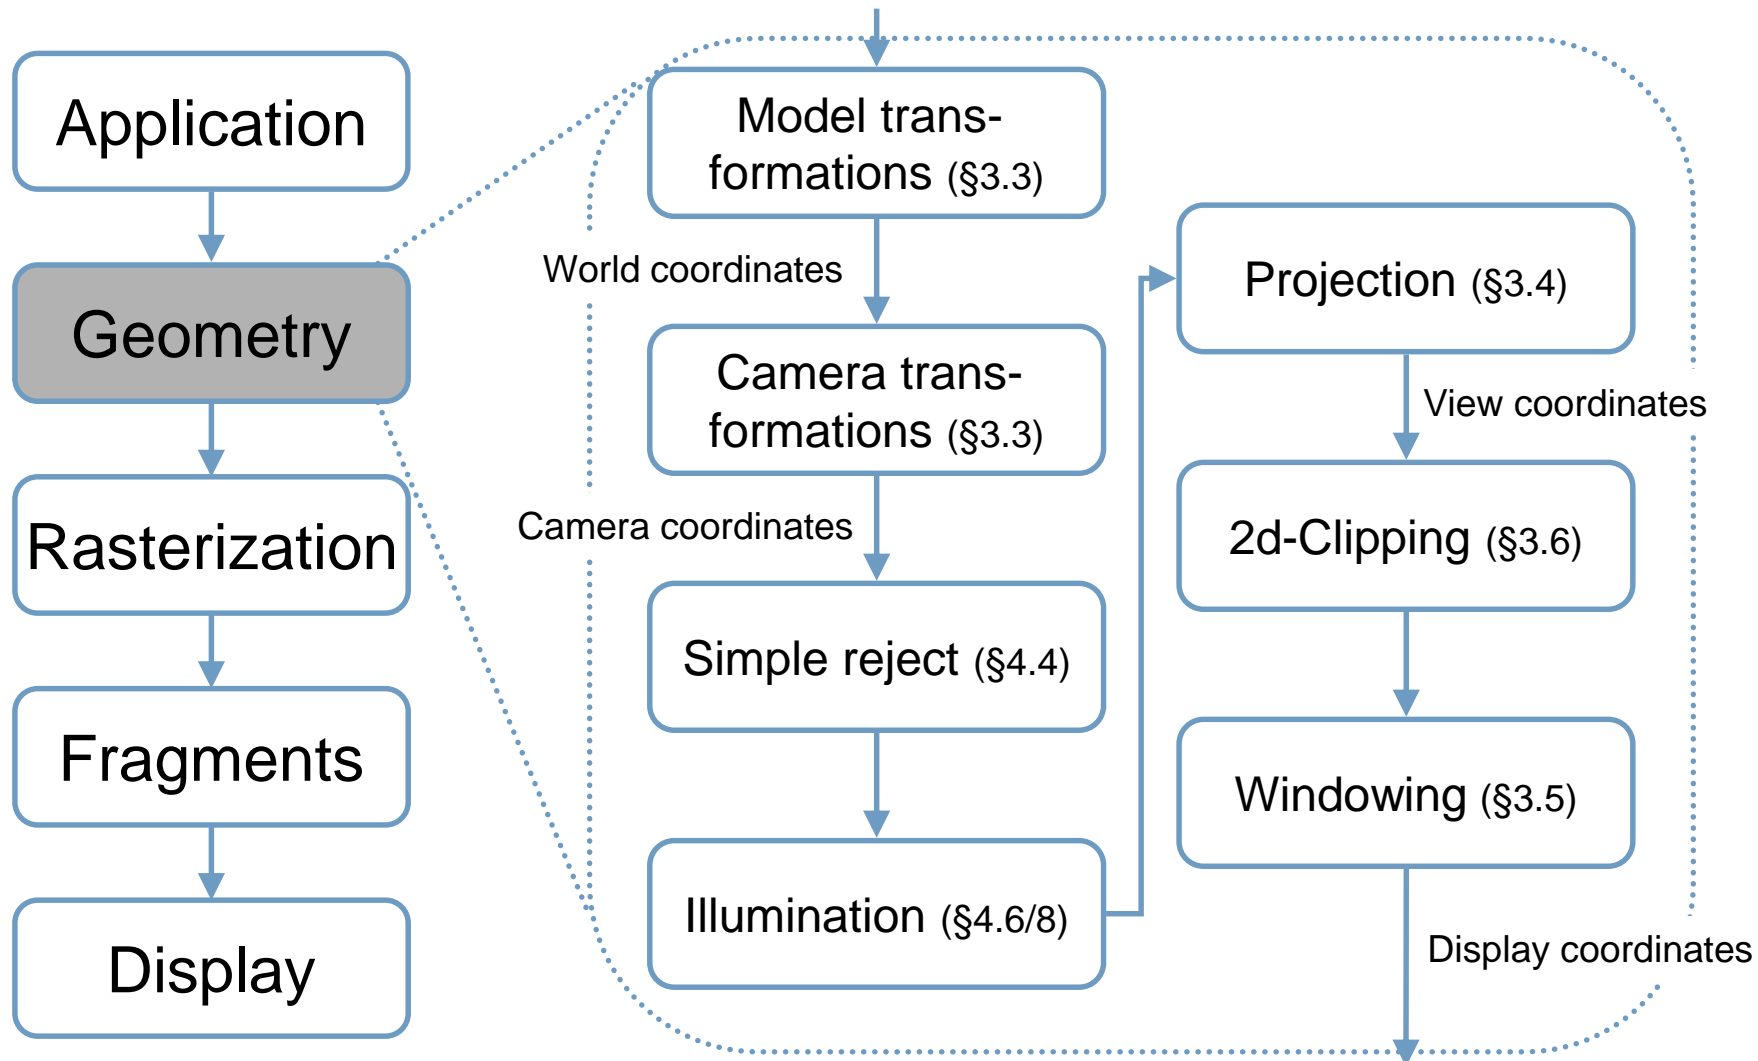 Application
Geometry
Rasterization
Fragments
Display
Model trans-
formations (§3.3)
World coordinates
Camera trans-
formations (§3.3)
Camera coordinates
Simple reject (§4.4)
Illumination (§4.6/8)
Projection (§3.4)
View coordinates
2d-Clipping (§3.6)
Windowing (§3.5)
Display coordinates